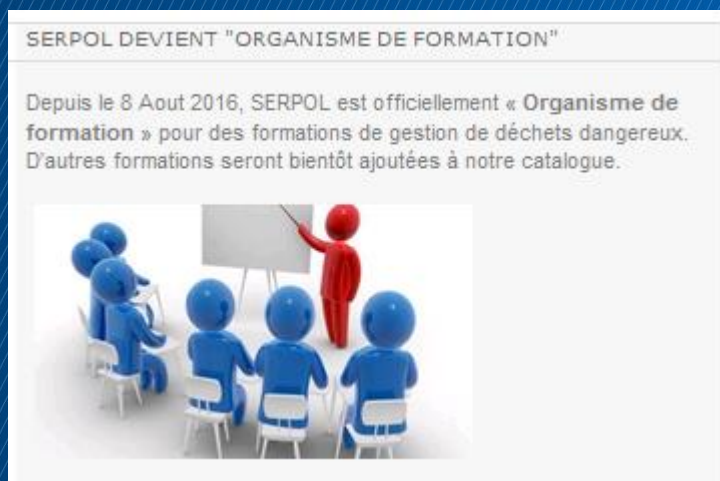 SERPOL DEVIENT "ORGANISME DE FORMATION"
Depuis le 8 Aout 2016, SERPOL est officiellement « Organisme de
formation » pour des formations de gestion de déchets dangereux.
D'autres formations seront bientôt ajoutées à notre catalogue.